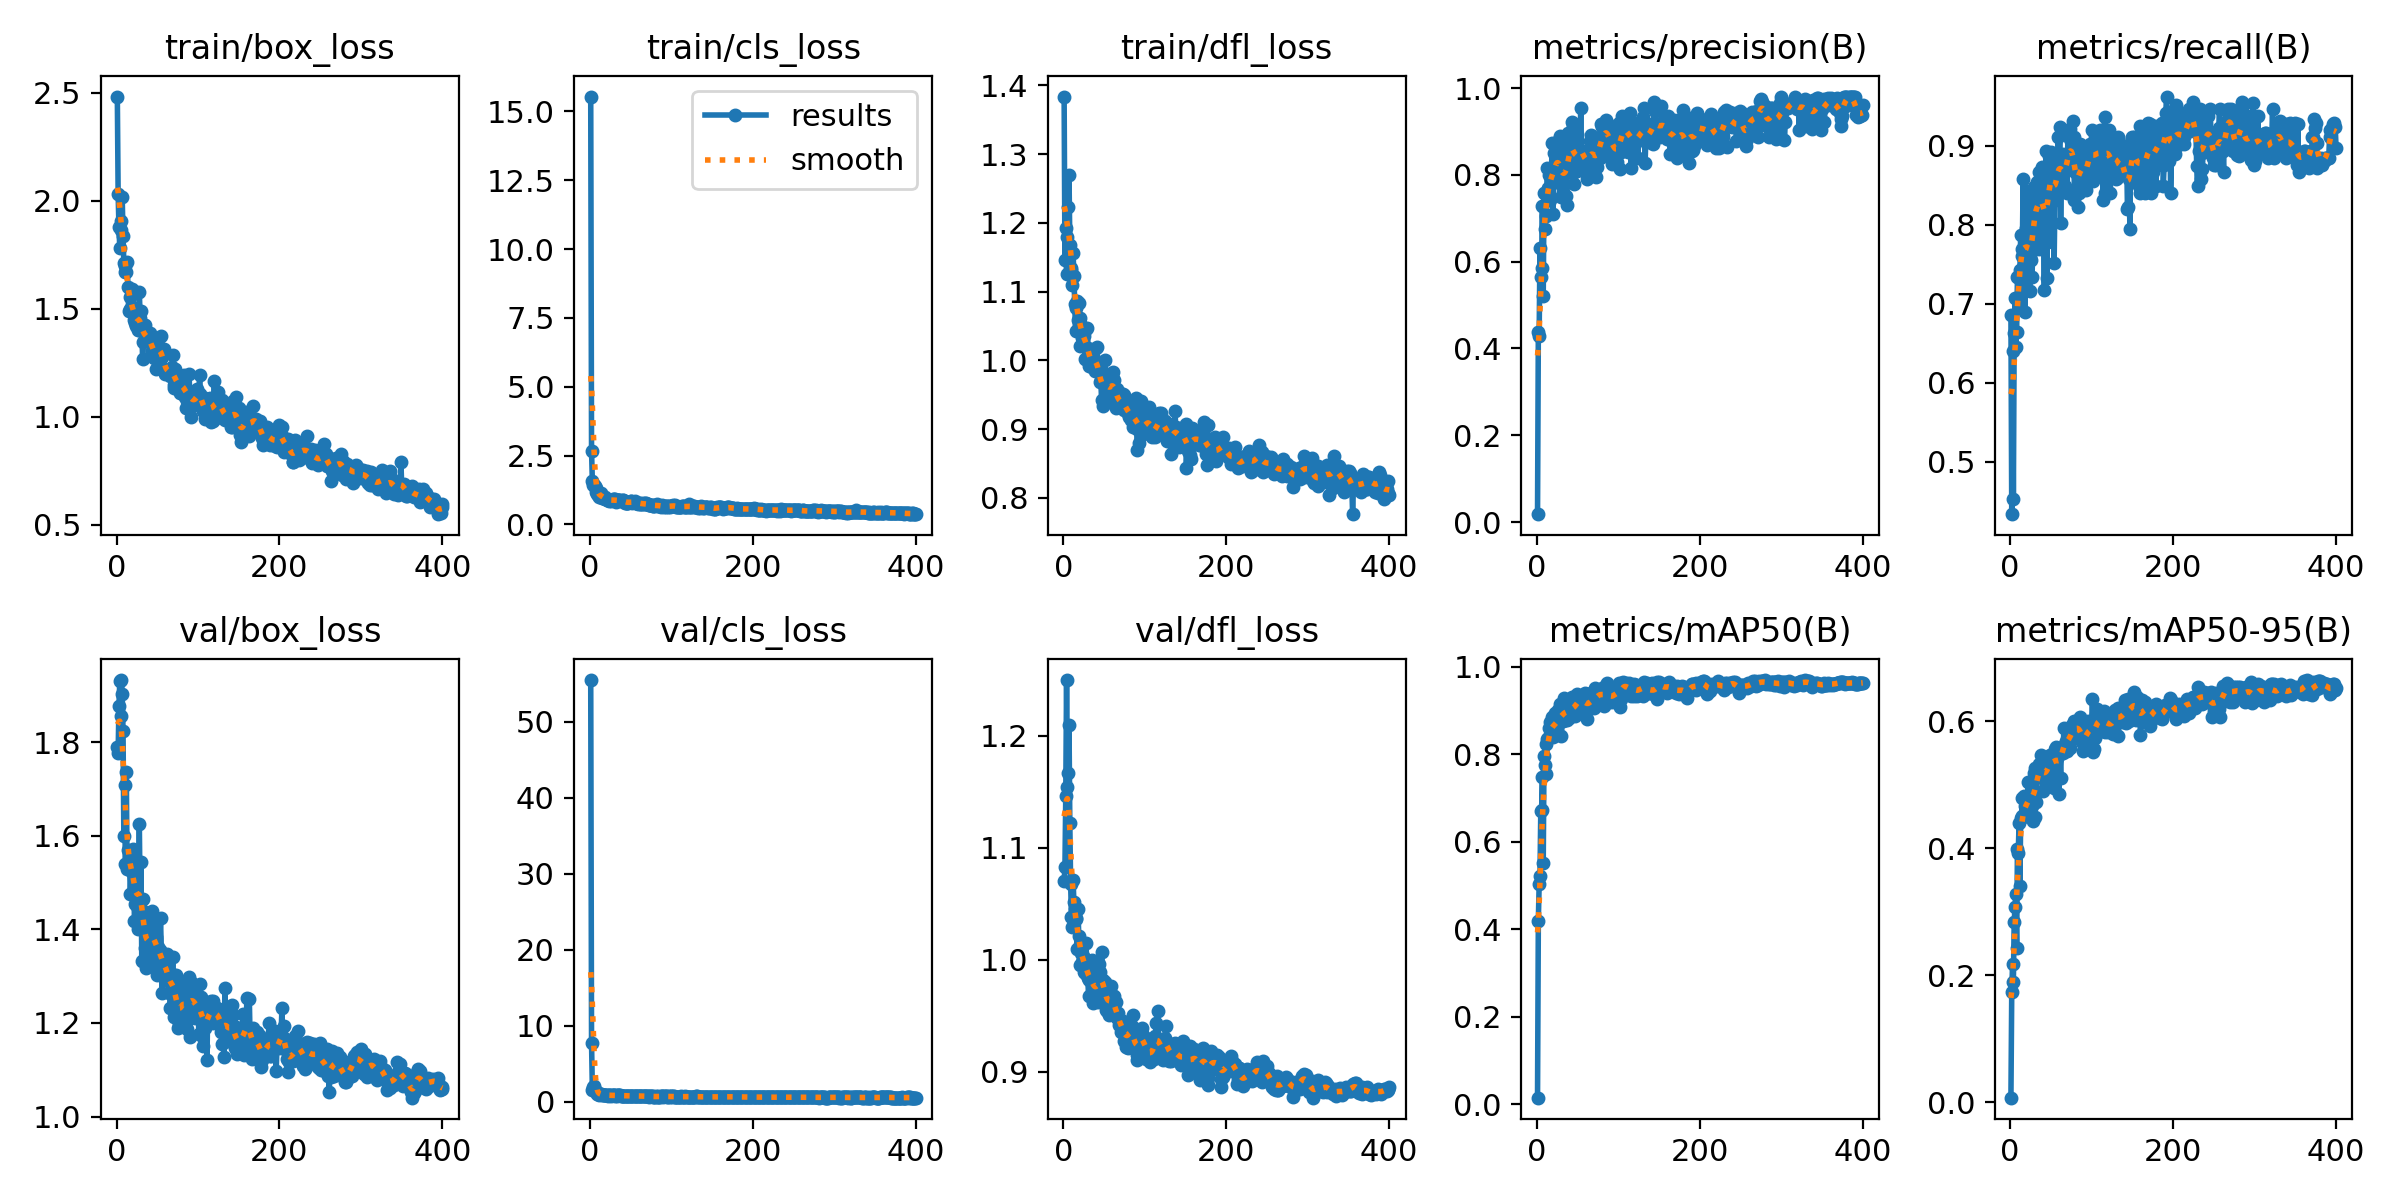 train/box_loss
2.5
2.0
1.5
1.0
0.5
0 200 400
train/cls_loss
results
smooth
15.0
12.5
10.0
7.5
5.0
2.5
0.0
0 200 400
train/dfl_loss
1.4
1.3
1.2
1.1
1.0
0.9
0.8
0 200 400
metrics/precision(B)
1.0
0.8
0.6
0.4
0.2
0.0
0 200 400
metrics/recall(B)
0.9
0.8
0.7
0.6
0.5
0 200 400
val/box_loss
1.8
1.6
1.4
1.2
1.0
0 200 400
val/cls_loss
50
40
30
20
10
0
0 200 400
val/dfl_loss
1.2
1.1
1.0
0.9
0 200 400
metrics/mAP50(B)
1.0
0.8
0.6
0.4
0.2
0.0
0 200 400
metrics/mAP50-95(B)
0.6
0.4
0.2
0.0
0 200 400